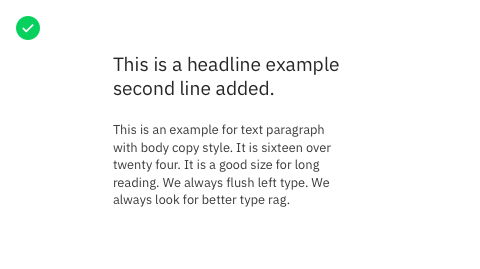 This is a headline example
second line added.
This is an example for text paragraph
with body copy style. It is sixteen over
twenty four. It is a good size for long
reading. We always flush left type. We
always look for better type rag.